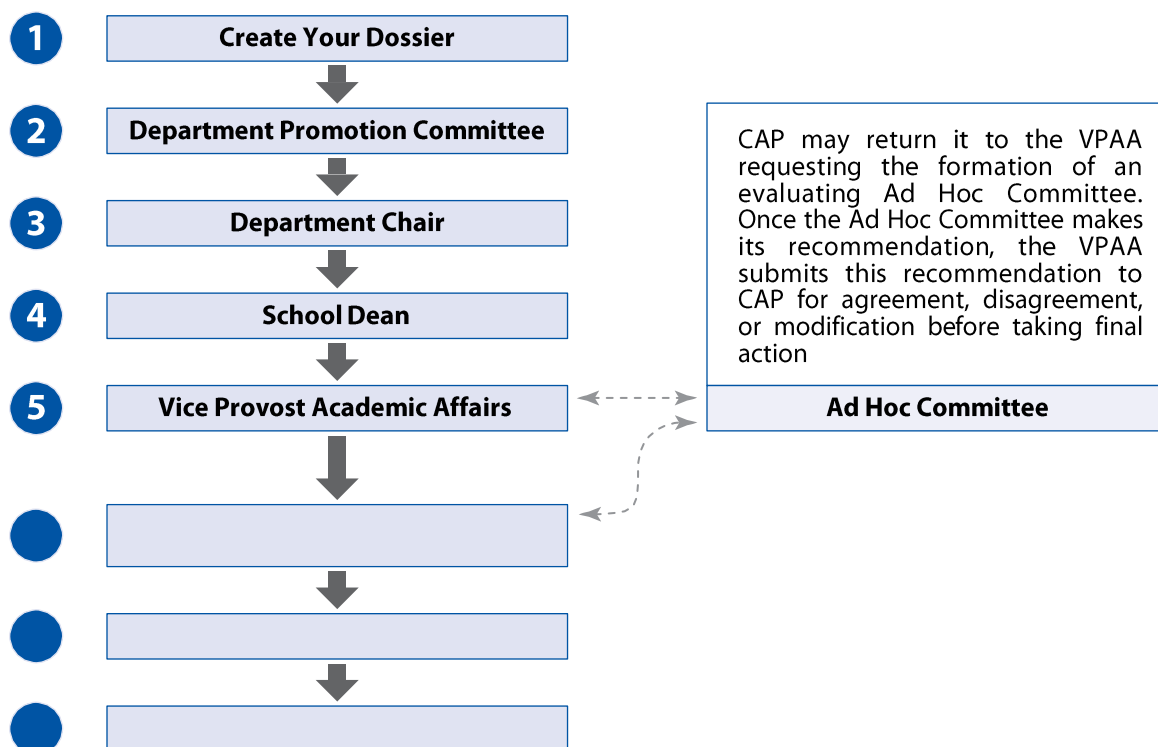 1
Create Your Dossier
2
Department Promotion Committee
3
Department Chair
4
School Dean
5
Vice Provost Academic Affairs
CAP may return it to the VPAA
requesting the formation of an
evaluating Ad Hoc Committee.
Once the Ad Hoc Committee makes
its recommendation, the VPAA
submits this recommendation to
CAP for agreement, disagreement,
or modification before taking final
action
Ad Hoc Committee